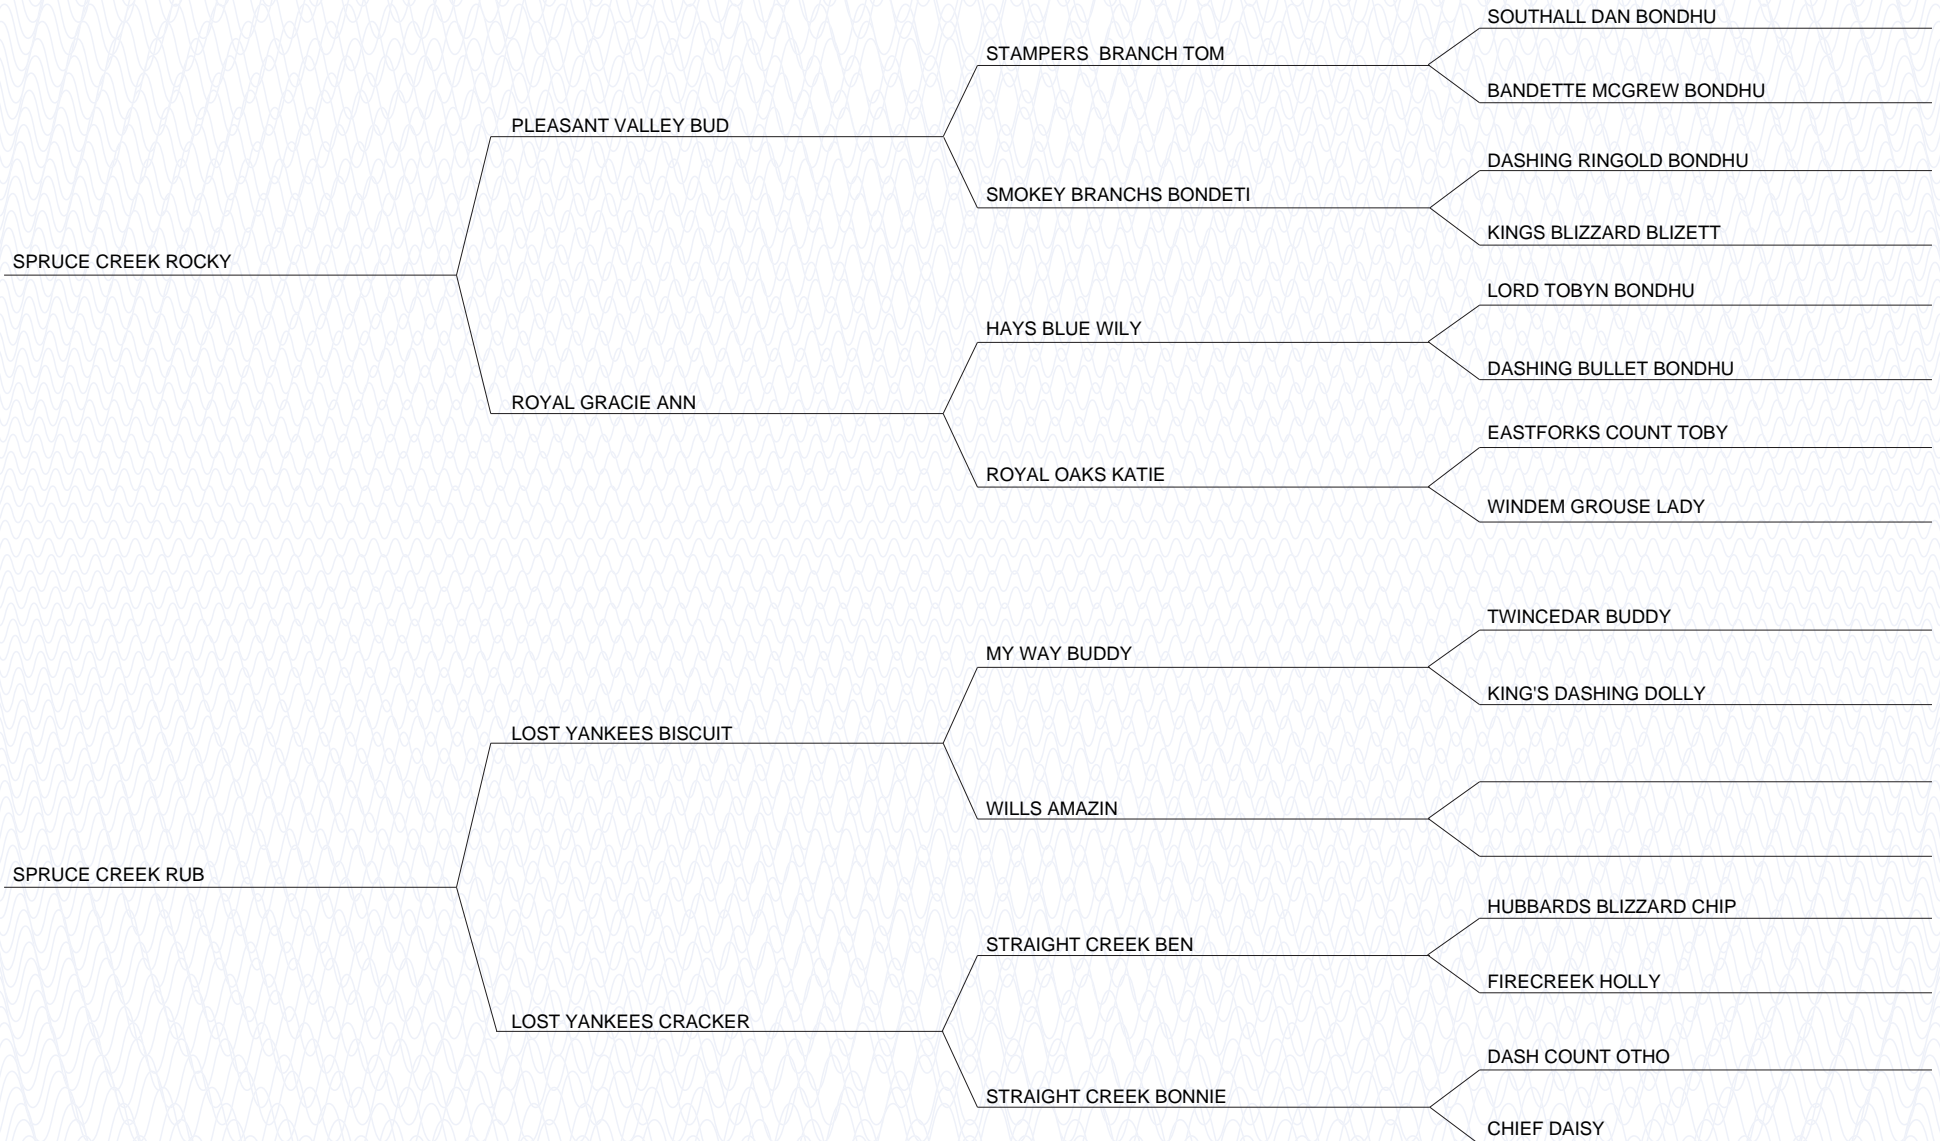 SOUTHALL DAN BONDHU
STAMPERS  BRANCH TOM
BANDETTE MCGREW BONDHU
PLEASANT VALLEY BUD
DASHING RINGOLD BONDHU
SMOKEY BRANCHS BONDETI
KINGS BLIZZARD BLIZETT
SPRUCE CREEK ROCKY
LORD TOBYN BONDHU
HAYS BLUE WILY
DASHING BULLET BONDHU
ROYAL GRACIE ANN
EASTFORKS COUNT TOBY
ROYAL OAKS KATIE
WINDEM GROUSE LADY
TWINCEDAR BUDDY
MY WAY BUDDY
KING'S DASHING DOLLY
LOST YANKEES BISCUIT
WILLS AMAZIN
SPRUCE CREEK RUB
HUBBARDS BLIZZARD CHIP
STRAIGHT CREEK BEN
FIRECREEK HOLLY
LOST YANKEES CRACKER
DASH COUNT OTHO
STRAIGHT CREEK BONNIE
CHIEF DAISY